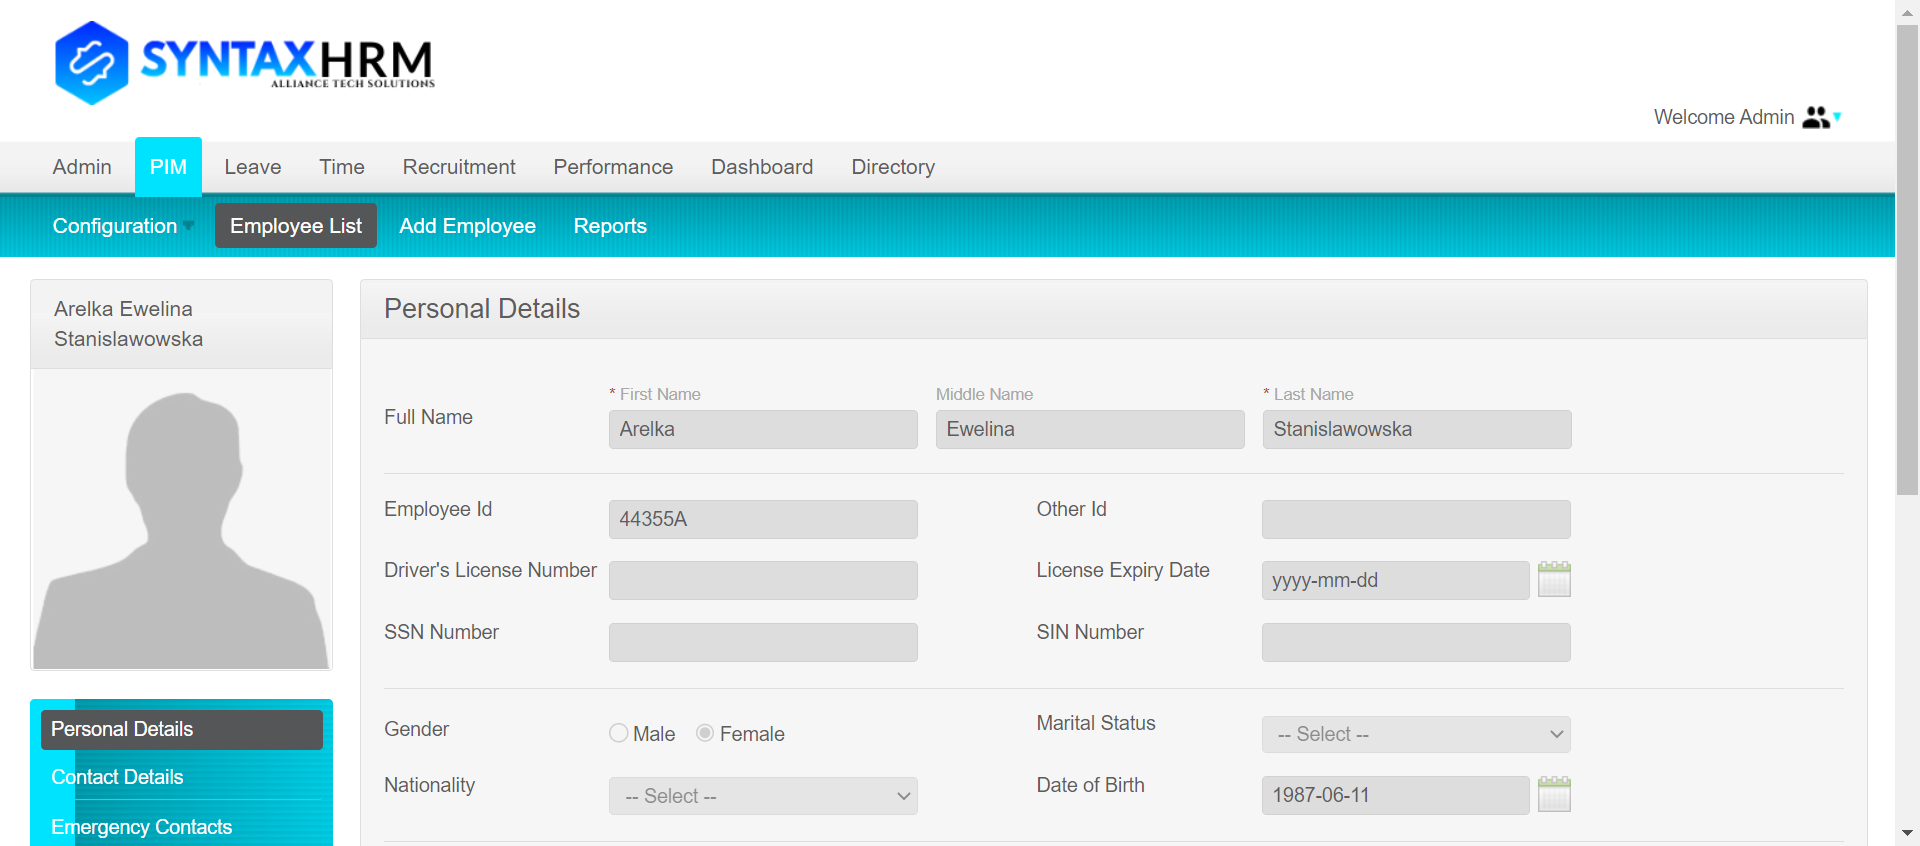 SYNTAXHRM
ALLIANCE TECH SOLUTIONS
Welcome Admin
Admin PIM Leave Time Recruitment Performance Dashboard Directory
Configuration Employee List Add Employee Reports
Arelka Ewelina
Stanislawowska
Personal Details
Contact Details
Emergency Contacts
Personal Details
* First Name Middle Name * Last Name
Full Name Arelka Ewelina Stanislawowska
Employee Id 44355A Other Id
Driver's License Number License Expiry Date yyyy-mm-dd
SSN Number SIN Number
Gender Male Female Marital Status -- Select --
Nationality -- Select -- Date of Birth 1987-06-11